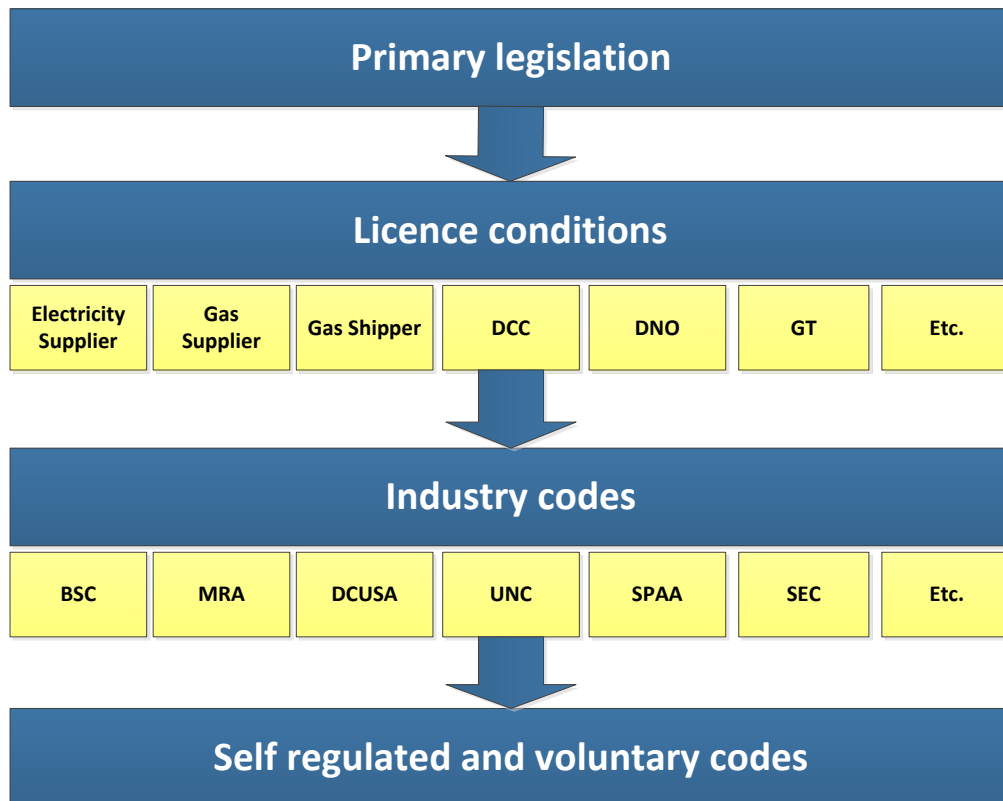 Primary legislation
Licence conditions
Electricity
Supplier
Gas
Supplier
Gas Shipper
DCC
DNO
GT
Etc.
Industry codes
BSC
MRA
DCUSA
UNC
SPAA
SEC
Etc.
Self regulated and voluntary codes